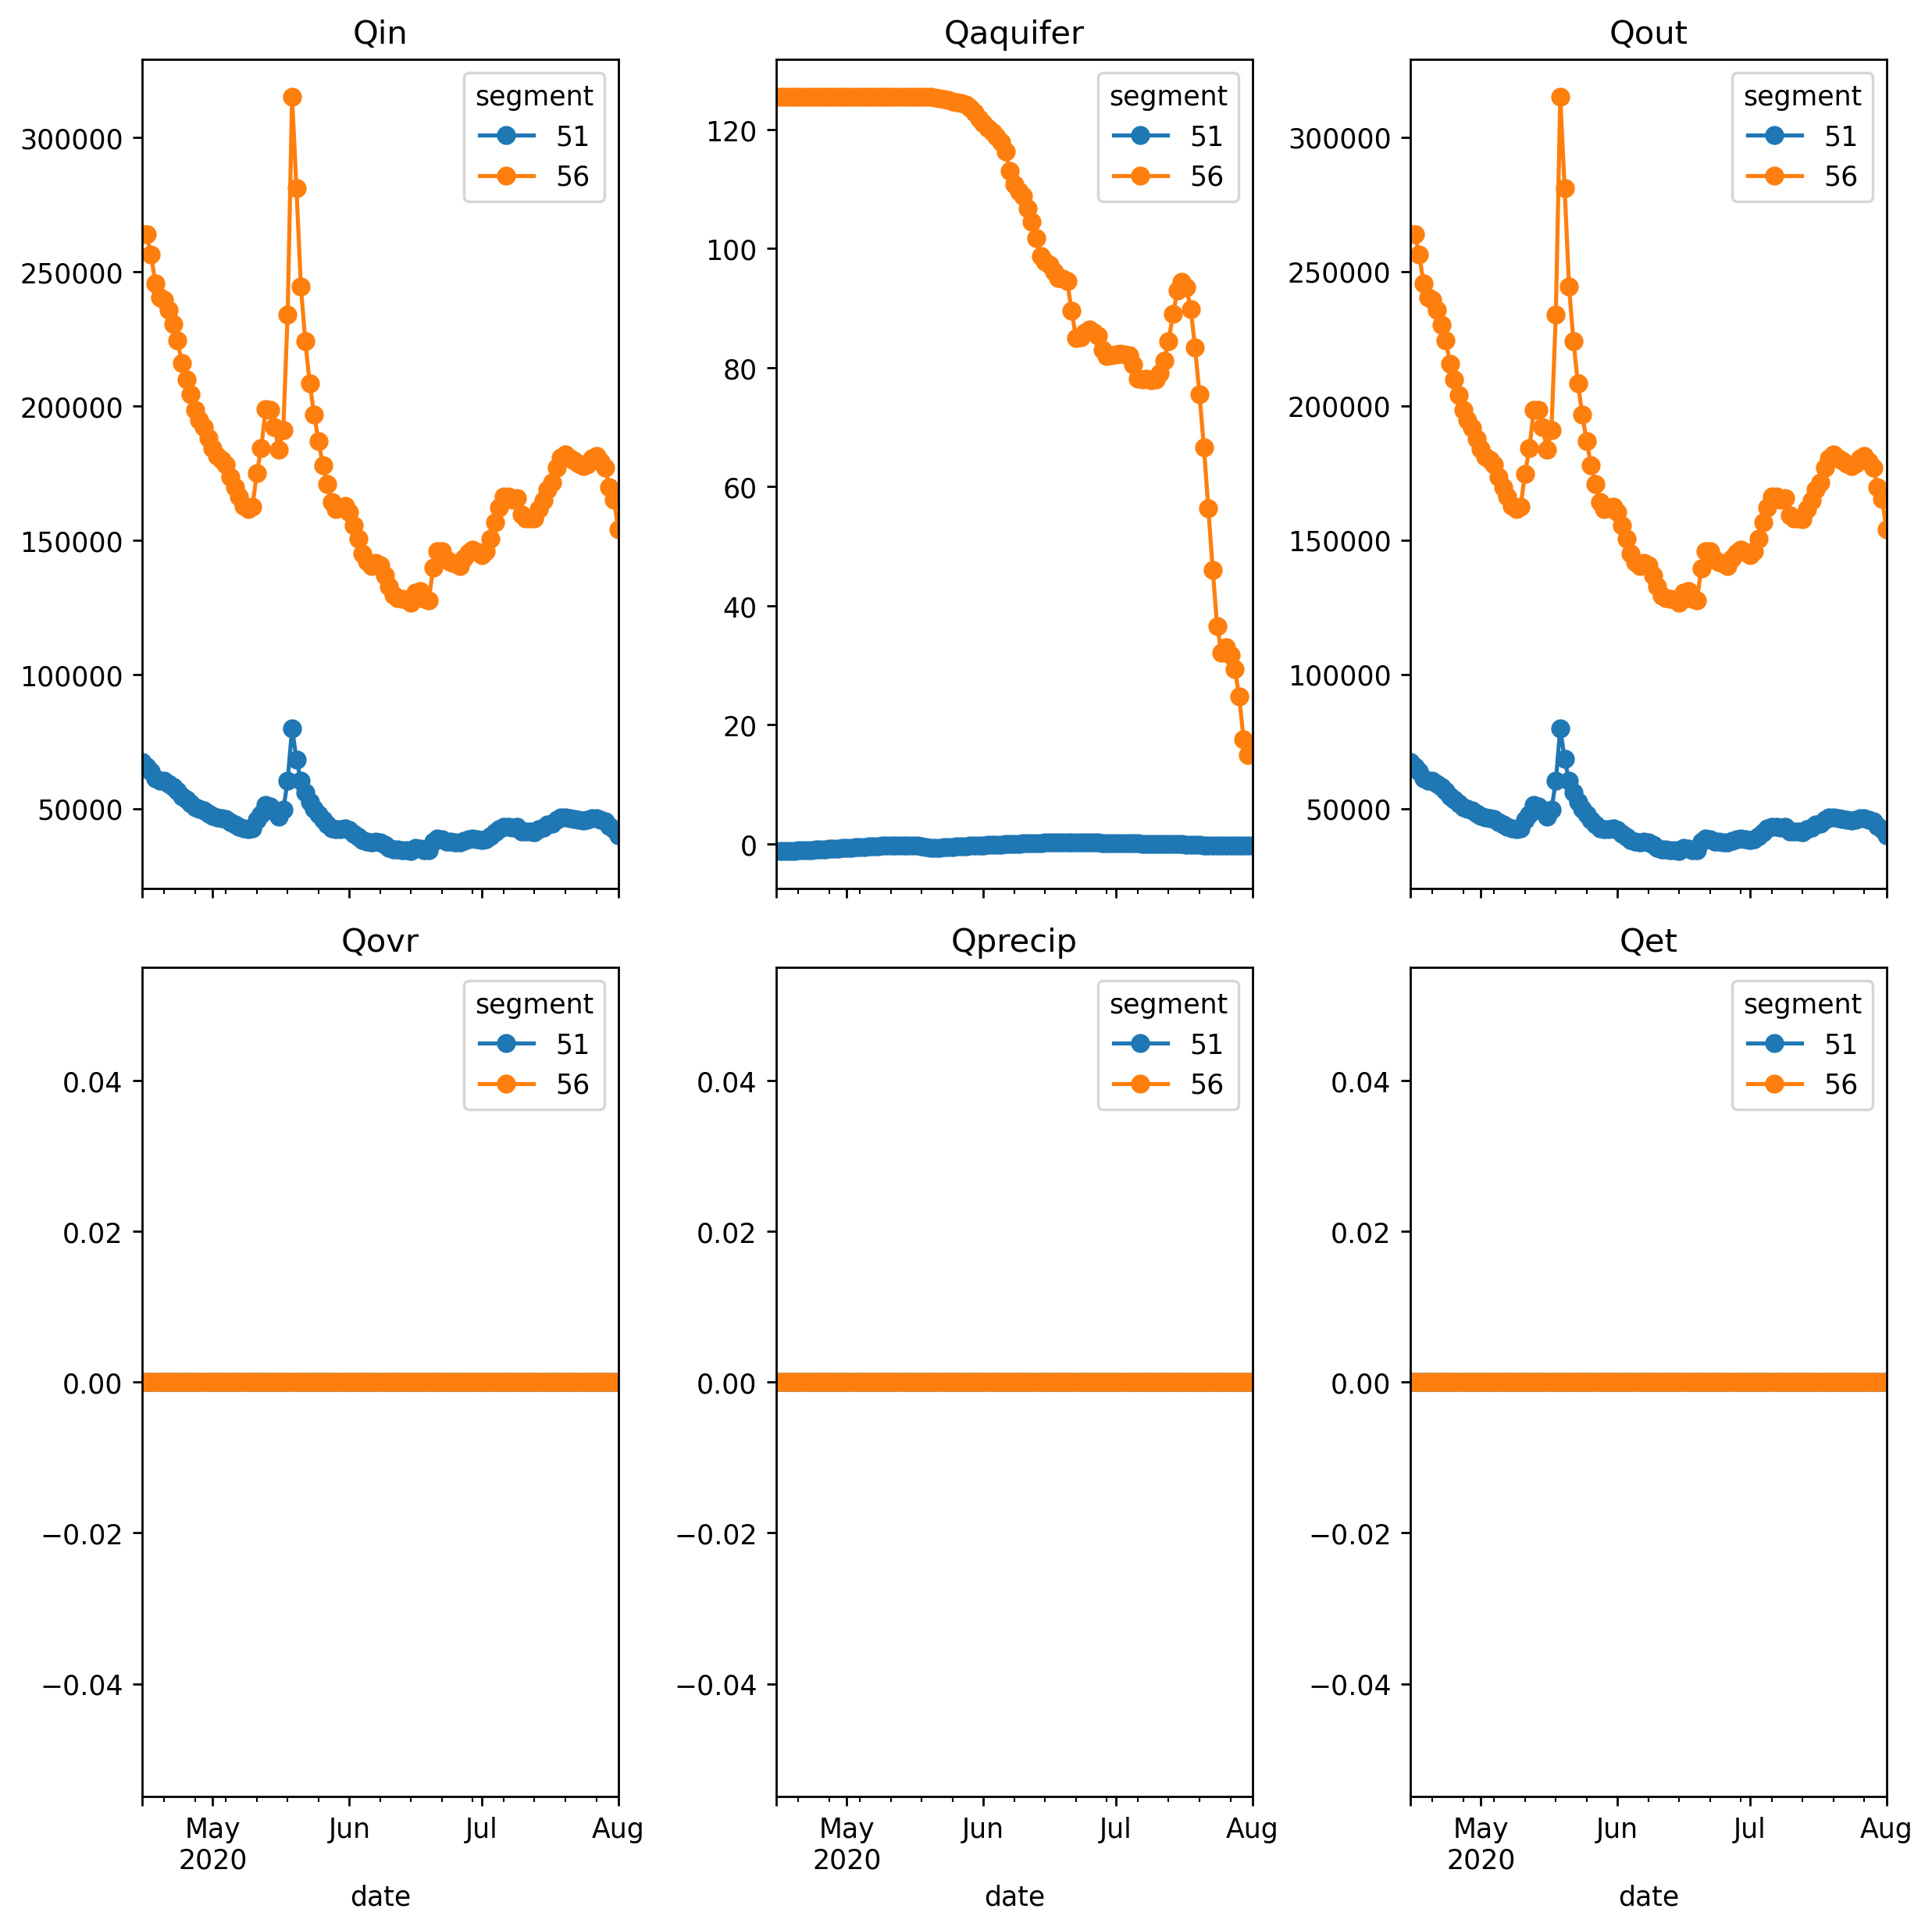 Qin
segment
51
56
300000
250000
200000
150000
100000
50000
Qaquifer
segment
51
56
120
100
80
60
40
20
0
Qout
segment
51
56
300000
250000
200000
150000
100000
50000
Qovr
segment
51
56
0.04
0.02
0.00
−0.02
−0.04
May
2020
Jun
Jul
Aug
date
Qprecip
segment
51
56
0.04
0.02
0.00
−0.02
−0.04
May
2020
Jun
Jul
Aug
date
Qet
segment
51
56
0.04
0.02
0.00
−0.02
−0.04
May
2020
Jun
Jul
Aug
date